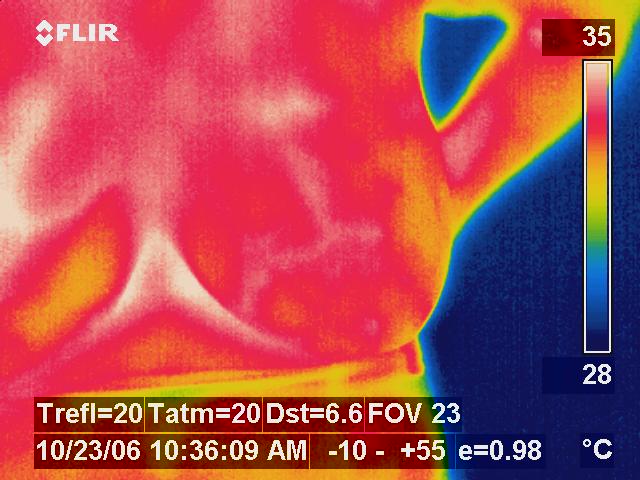 FLIR
35
28
Trefl=20 Tatm=20 Dst=6.6 FOV 23
10/23/06 10:36:09 AM -10 - +55 e=0.98 °C